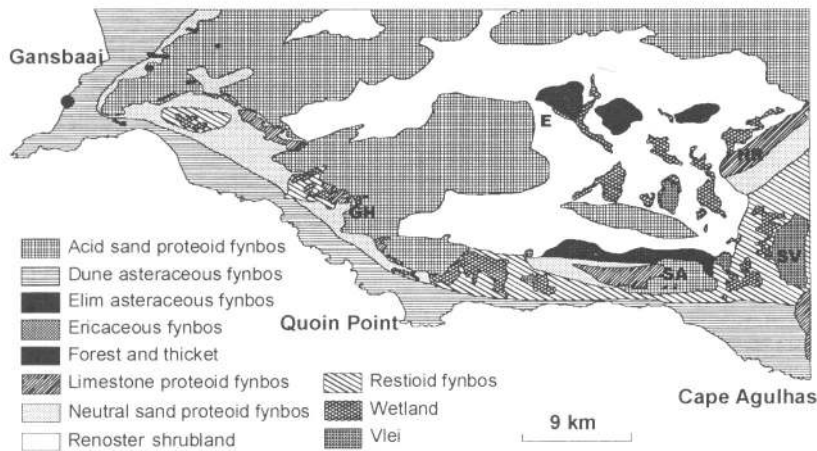 Gansbaai
E
HR
GH
SV
SA
Quoin Point
Cape Agulhas
Acid sand proteoid fynbos
Dune asteraceous fynbos
Elim asteraceous fynbos
Ericaceous fynbos
Forest and thicket
Limestone proteoid fynbos
Neutral sand proteoid fynbos
Renoster shrubland
Restioid fynbos
Wetland
Vlei
9 km